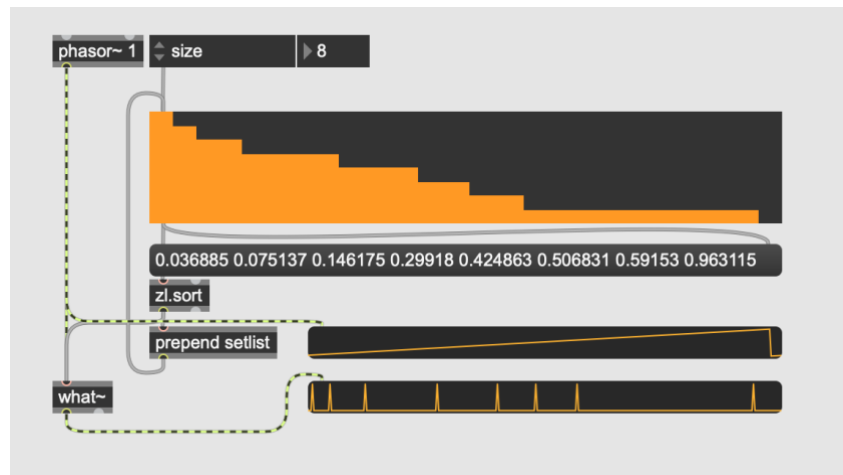 phasor~ 1
size
8
0.036885 0.075137 0.146175 0.29918 0.424863 0.506831 0.59153 0.963115
zl.sort
prepend setlist
what~